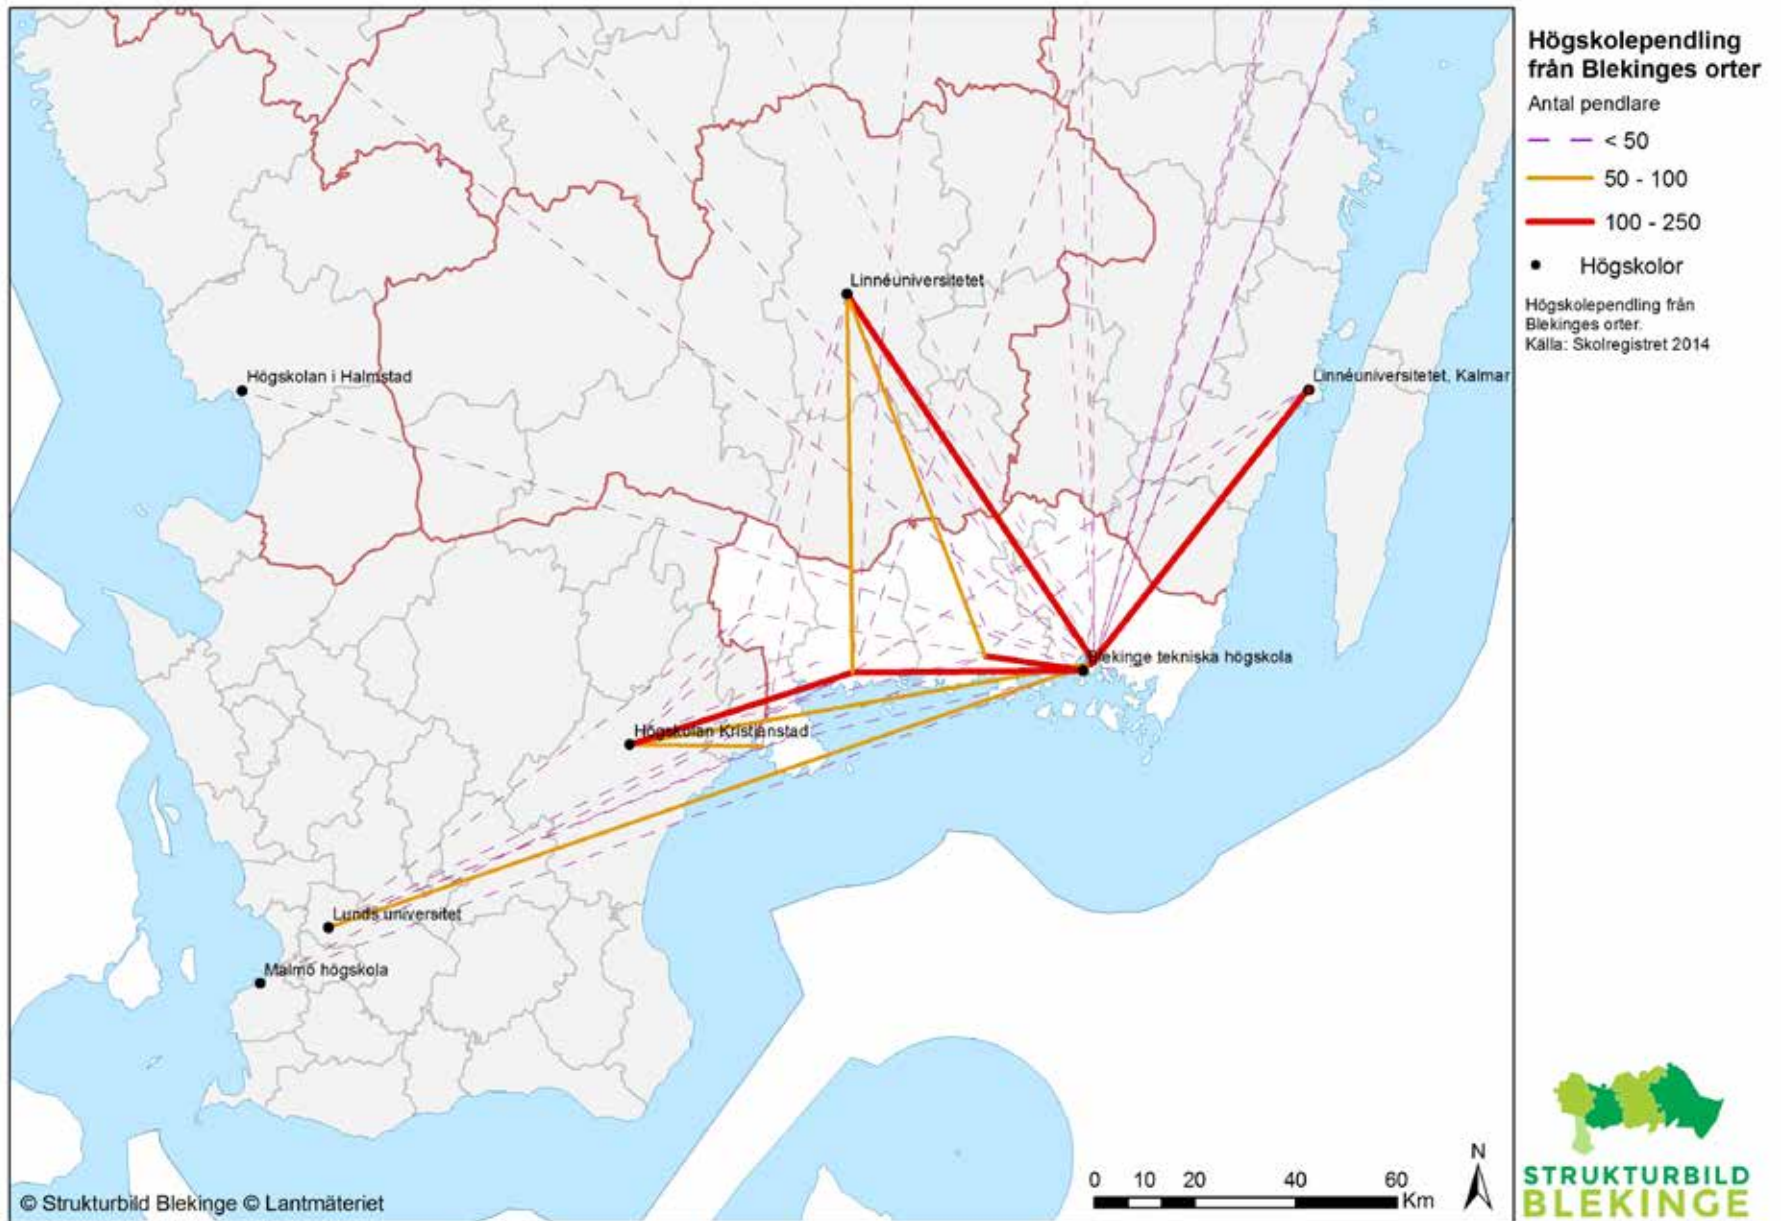 Högskolependling
från Blekinges orter
Antal pendlare
< 50
50 - 100
100 - 250
Högskolor
Högskolependling från
Blekinges orter.
Källa: Skolregistret 2014
Linnéuniversitetet
Högskolan i Halmstad
Linnéuniversitetet, Kalmar
Blekinge tekniska högskola
Högskolan Kristianstad
Lunds universitet
Malmö högskola
N
0 10 20 40 60
Km
© Strukturbild Blekinge © Lantmäteriet
STRUKTURBILD
BLEKINGE